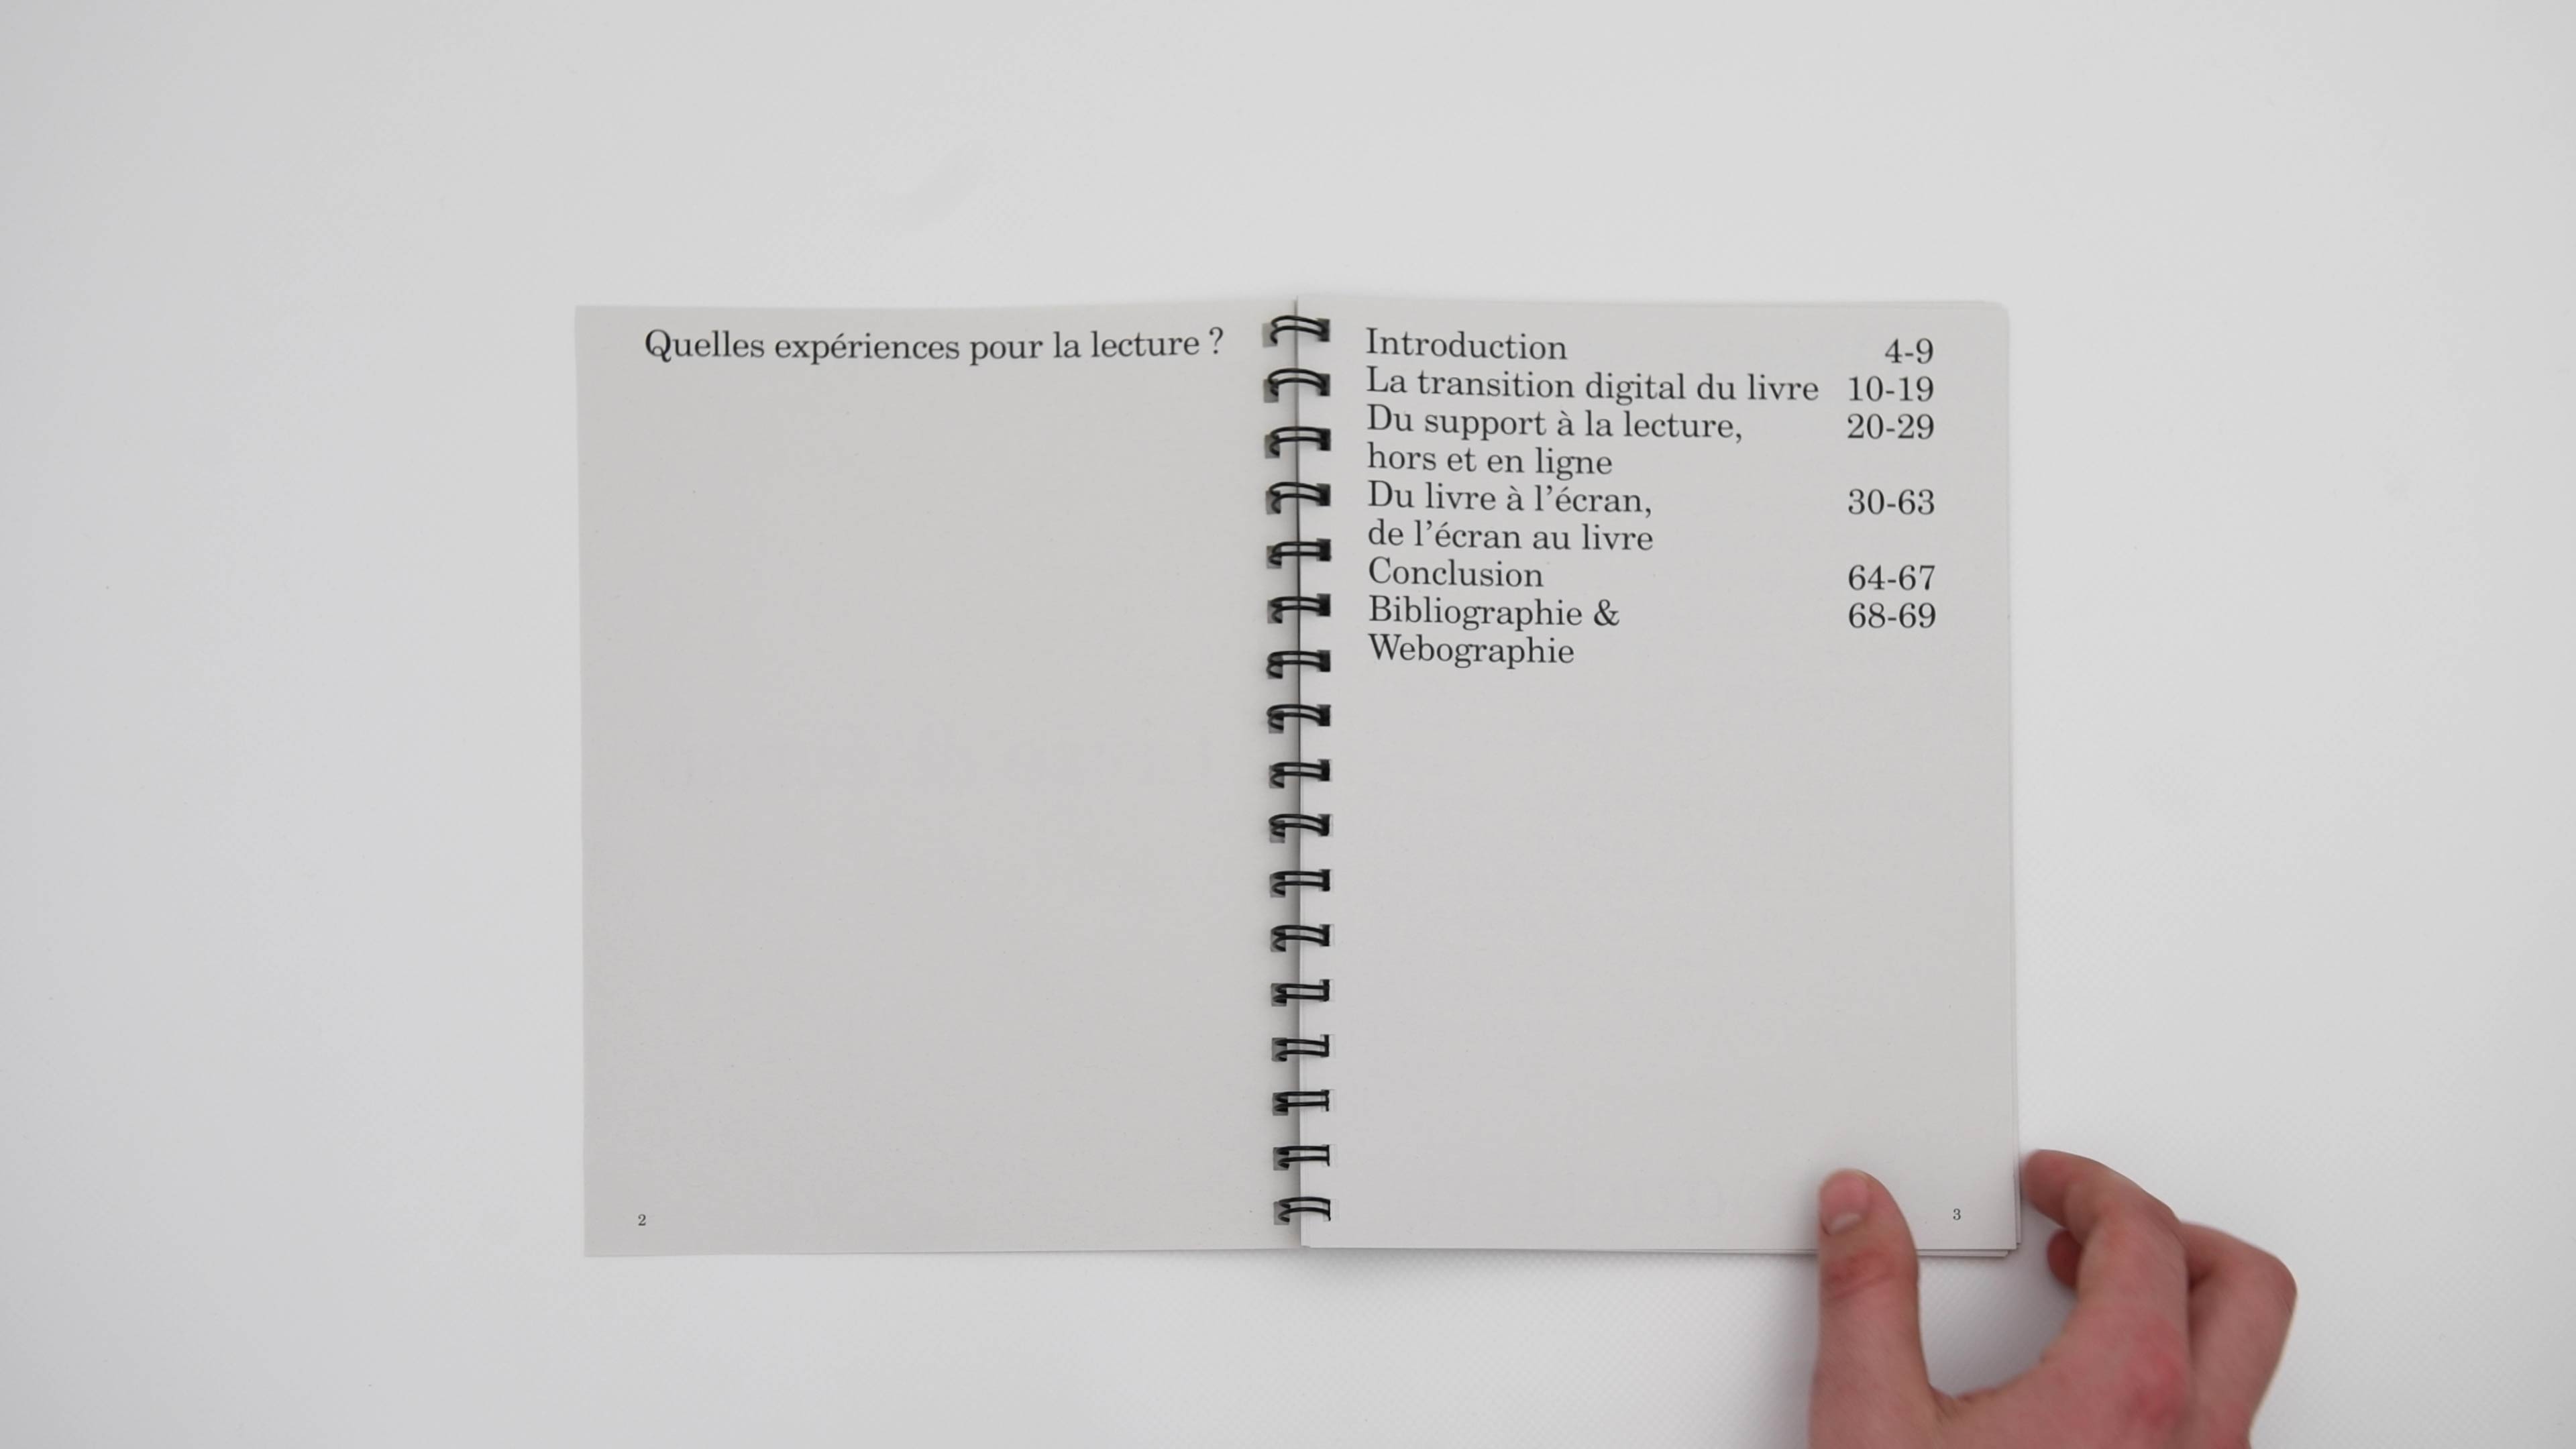 Quelles expériences pour la lecture ?
2
Introduction 4-9
La transition digital du livre 10-19
Du support à la lecture, 20-29
hors et en ligne
Du livre à l’écran, 30-63
de l’écran au livre
Conclusion 64-67
Bibliographie & 68-69
Webographie
3